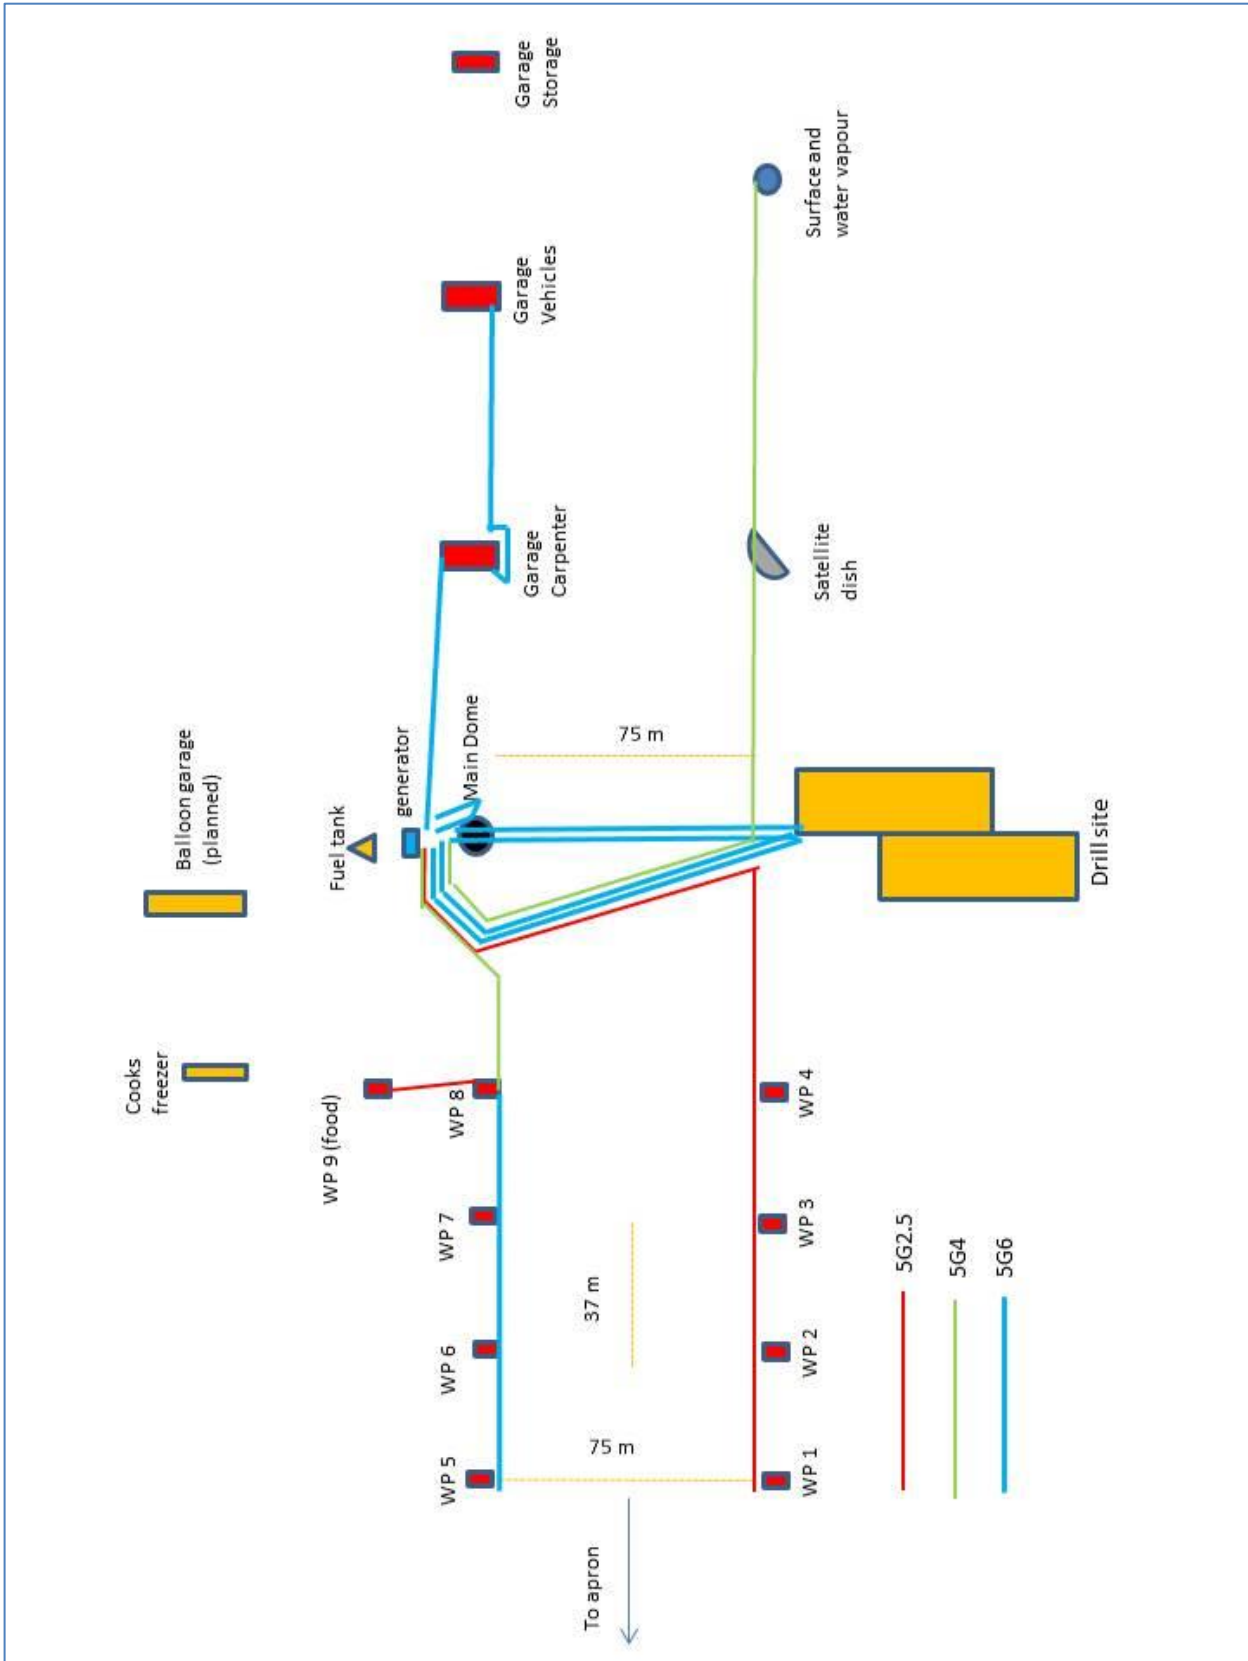 Garage
Storage
Garage
Vehicles
Surface and
water vapour
Garage
Carpenter
Satellite
dish
Balloon garage
(planned)
Fuel tank
generator
Main Dome
75 m
Drill site
Cooks
freezer
WP 9 (food)
WP 8
WP 7
WP 6
WP 5
WP 4
WP 3
WP 2
WP 1
37 m
75 m
To apron
5G2.5
5G4
5G6